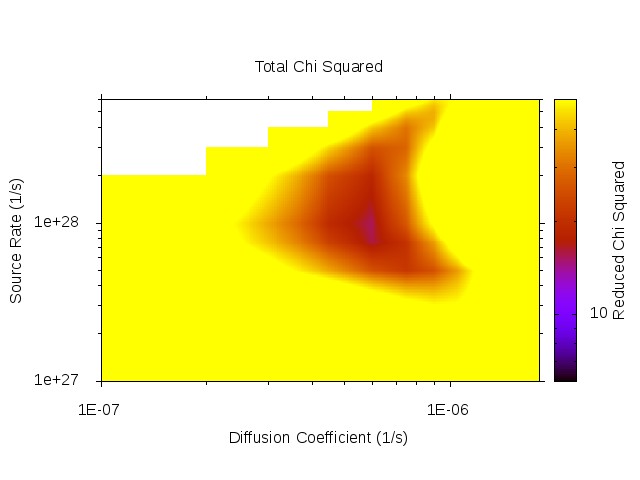 Total Chi Squared
Source Rate (1/s)
1e+28
1e+27
1E-07
1E-06
Diffusion Coefficient (1/s)
10
Reduced Chi Squared